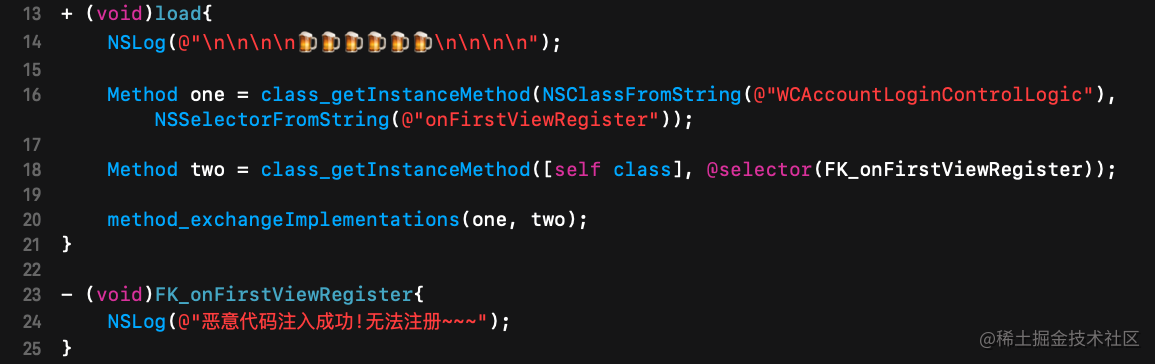 13 + (void)load{
14 NSLog(@"\n\n\n\n🍺🍺🍺🍺🍺🍺\n\n\n\n");
15
16 Method one = class_getInstanceMethod(NSClassFromString(@"WCAccountLoginControlLogic"),
NSSelectorFromString(@"onFirstViewRegister"));
17
18 Method two = class_getInstanceMethod([self class], @selector(FK_onFirstViewRegister));
19
20 method_exchangeImplementations(one, two);
21 }
22
23 - (void)FK_onFirstViewRegister{
24 NSLog(@"恶意代码注入成功!无法注册~~~");
25 }
@稀土掘金技术社区